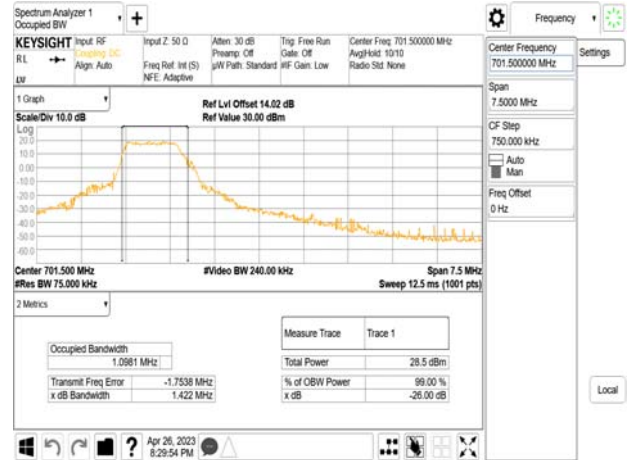 Spectrum Analyzer 1
Occupied BW
Frequency
KEYSIGHT
Input: RF
Input Z: 50 Ω
Atten: 30 dB
Trig: Free Run
Center Freq: 701.500000 MHz
RL
Coupling: DC
Preamp: Off
Gate: Off
Avg|Hold: 10/10
Align: Auto
Freq Ref: Int (S)
µW Path: Standard
#IF Gain: Low
Radio Std: None
NFE: Adaptive
LV
Center Frequency
701.500000 MHz
Settings
Span
7.5000 MHz
CF Step
750.000 kHz
Auto
Man
Freq Offset
0 Hz
1 Graph
Ref Lvl Offset 14.02 dB
Scale/Div 10.0 dB
Ref Value 30.00 dBm
Log
20.0
10.0
0.00
-10.0
-20.0
-30.0
-40.0
-50.0
-60.0
Center 701.500 MHz
#Video BW 240.00 kHz
Span 7.5 MHz
#Res BW 75.000 kHz
Sweep 12.5 ms (1001 pts)
2 Metrics
Measure Trace
Trace 1
Occupied Bandwidth
1.0981 MHz
Total Power
28.5 dBm
Transmit Freq Error
-1.7538 MHz
% of OBW Power
99.00 %
x dB Bandwidth
1.422 MHz
x dB
-26.00 dB
Local
Apr 26, 2023
8:29:54 PM